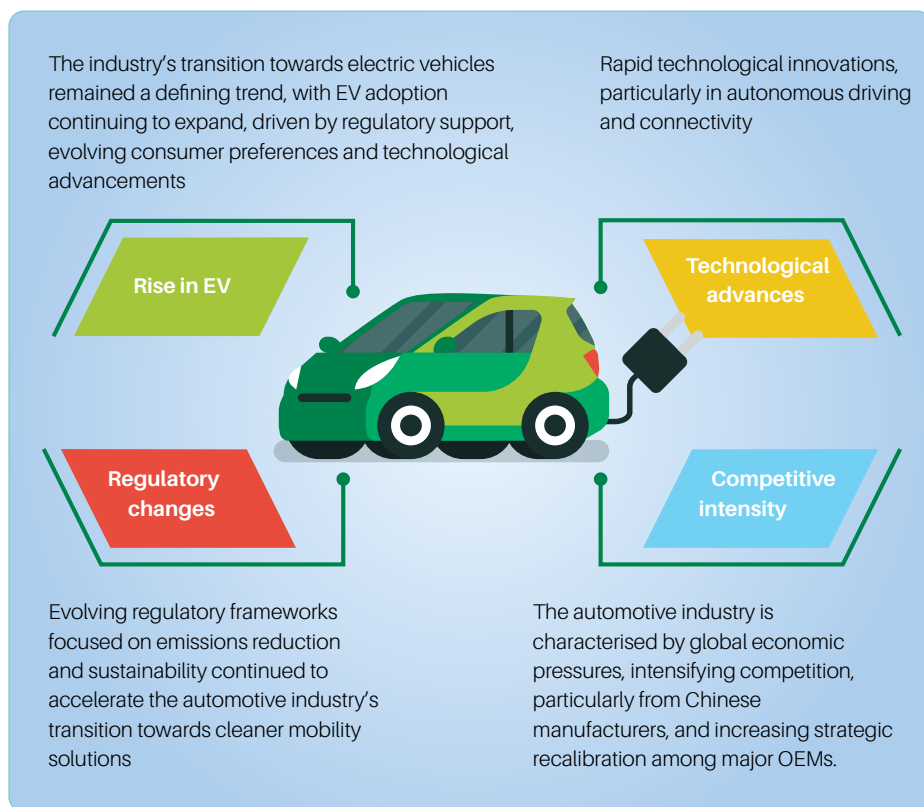 The industry's transition towards electric vehicles
remained a defining trend, with EV adoption
continuing to expand, driven by regulatory support,
evolving consumer preferences and technological
advancements
Rapid technological innovations,
particularly in autonomous driving
and connectivity
Rise in EV
Technological
advances
Regulatory
changes
Competitive
intensity
Evolving regulatory frameworks
focused on emissions reduction
and sustainability continued to
accelerate the automotive industry's
transition towards cleaner mobility
solutions
The automotive industry is
characterised by global economic
pressures, intensifying competition,
particularly from Chinese
manufacturers, and increasing strategic
recalibration among major OEMs.